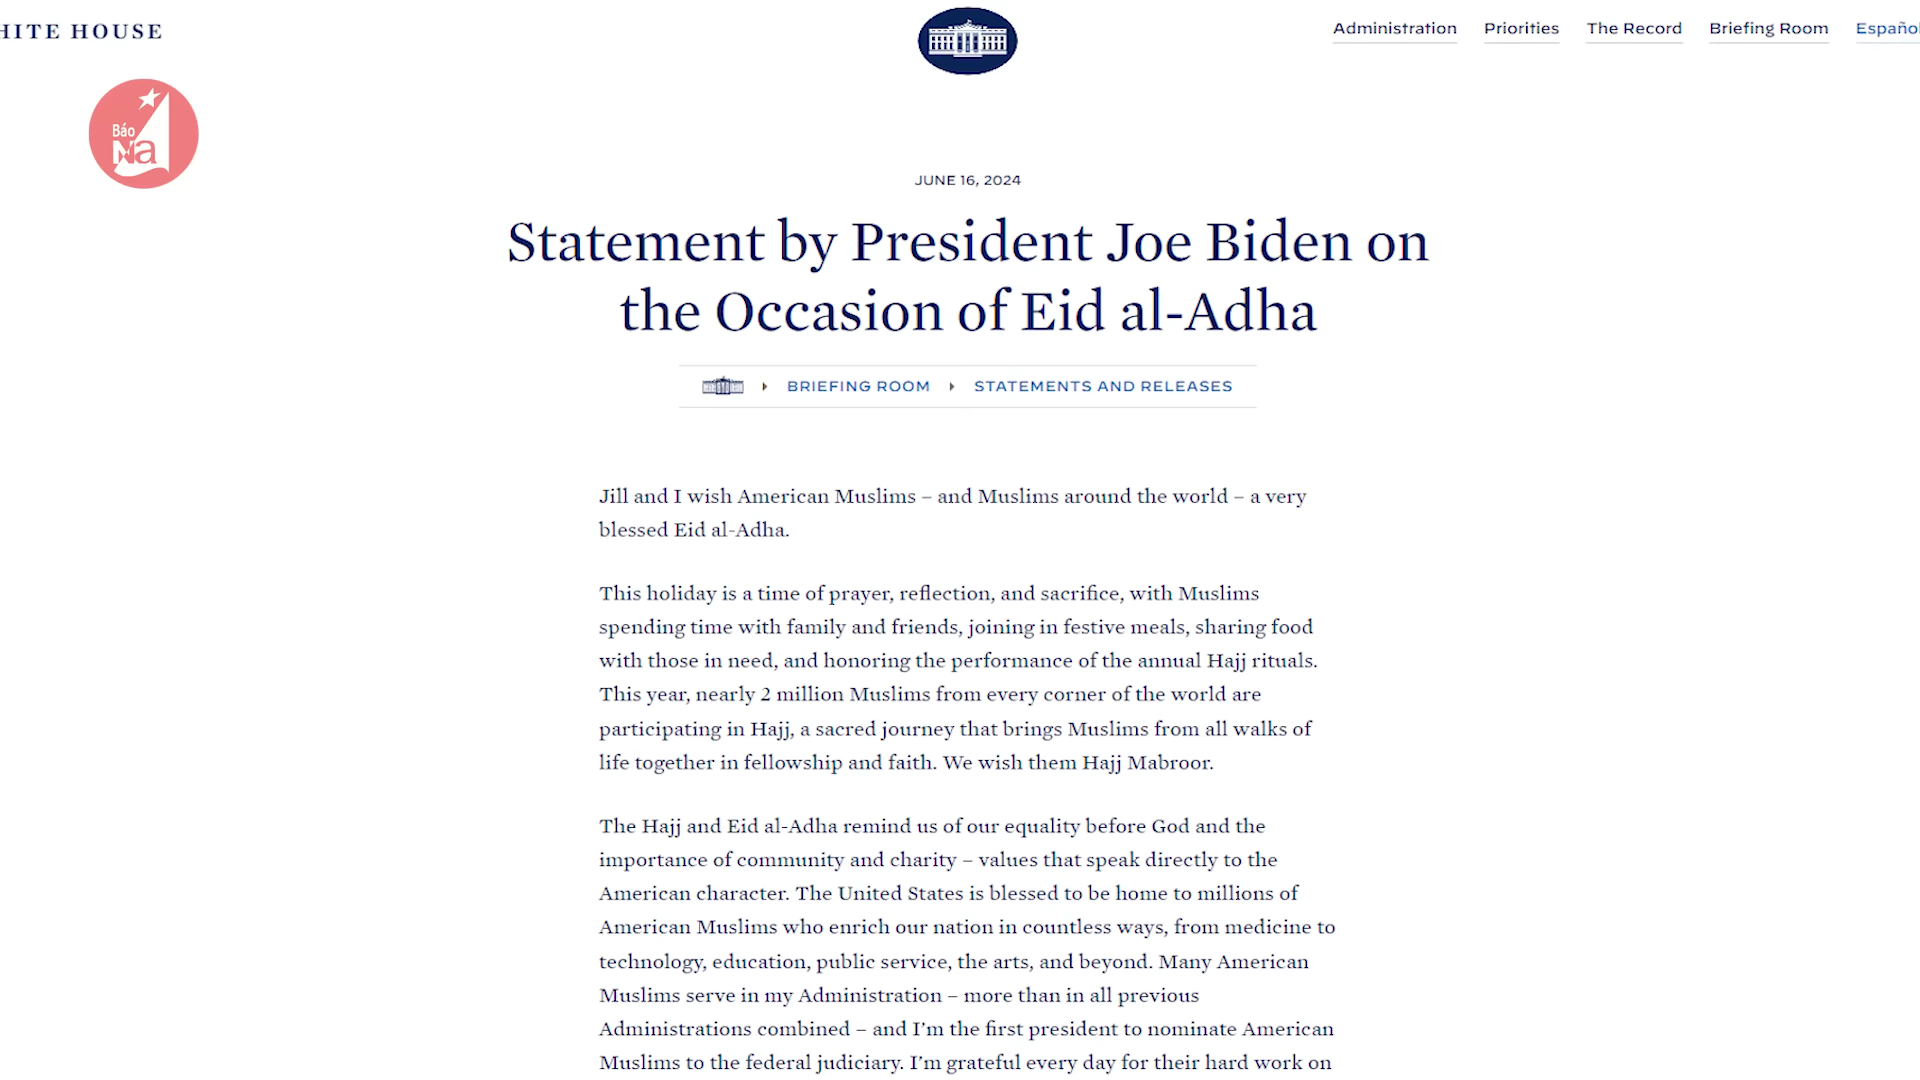 HITE HOUSE
Administration Priorities The Record Briefing Room Español
Báo
Na
JUNE 16, 2024
Statement by President Joe Biden on
the Occasion of Eid al-Adha
BRIEFING ROOM STATEMENTS AND RELEASES
Jill and I wish American Muslims – and Muslims around the world – a very
blessed Eid al-Adha.
This holiday is a time of prayer, reflection, and sacrifice, with Muslims
spending time with family and friends, joining in festive meals, sharing food
with those in need, and honoring the performance of the annual Hajj rituals.
This year, nearly 2 million Muslims from every corner of the world are
participating in Hajj, a sacred journey that brings Muslims from all walks of
life together in fellowship and faith. We wish them Hajj Mabroor.
The Hajj and Eid al-Adha remind us of our equality before God and the
importance of community and charity – values that speak directly to the
American character. The United States is blessed to be home to millions of
American Muslims who enrich our nation in countless ways, from medicine to
technology, education, public service, the arts, and beyond. Many American
Muslims serve in my Administration – more than in all previous
Administrations combined – and I’m the first president to nominate American
Muslims to the federal judiciary. I’m grateful every day for their hard work on